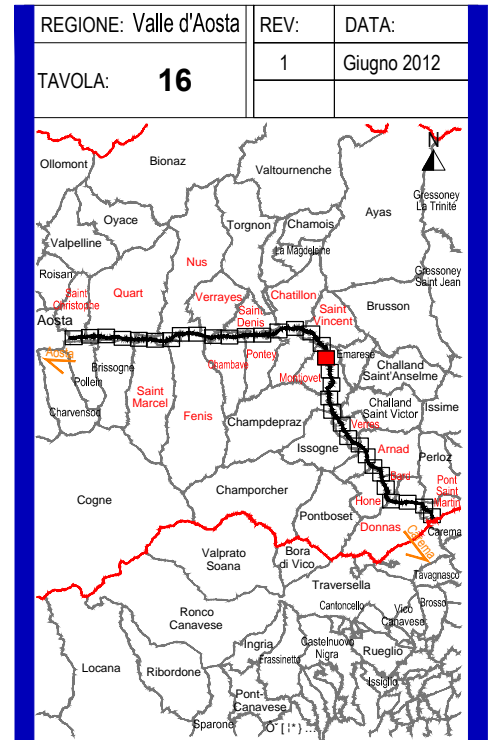 REGIONE: Valle d'Aosta
REV:
DATA:
TAVOLA: 16
1
Giugno 2012
N
Ollomont
Bionaz
Valtournenche
Gressoney
La Trinité
Ayas
Oyace
Torgnon
Chamois
Valpelline
La Magdeleine
Nus
Roisan
Gressoney
Saint Jean
Saint
Christophe
Quart
Verrayes
Chatillon
Saint
Denis
Saint
Vincent
Brusson
Aosta
Aosta
Brissogne
Pollein
Chambave
Pontey
Emarese
Challand
Saint'Anselme
Saint
Marcel
Montjovet
Charvensod
Fenis
Champdepraz
Challand
Saint Victor
Issime
Verres
Issogne
Arnad
Perloz
Bard
Pont
Saint
Martin
Cogne
Champorcher
Hone
Pontboset
Donnas
Carema
Carema
Valprato
Soana
Bora
di Vico
Tavagnasco
Traversella
Ronco
Canavese
Cantoncello
Vico
Canavese
Brosso
Ingria
Castelnuovo
Nigra
Rueglio
Frassinetto
Locana
Ribordone
Issiglio
Pont-
Canavese
Sparone